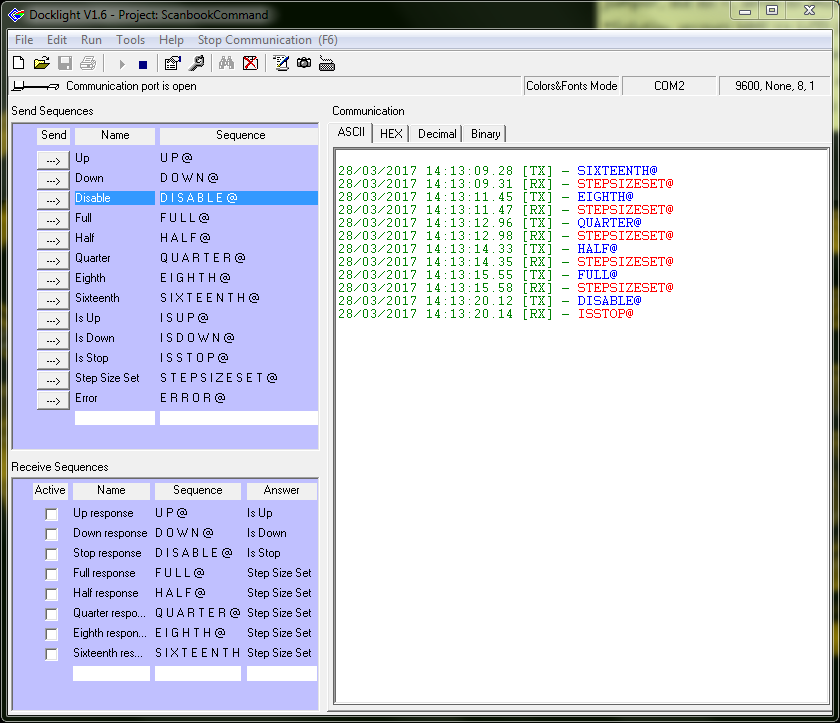 Docklight V1.6 - Project: ScanbookCommand
File Edit Run Tools Help Stop Communication (F6)
Communication port is open
Colors&Fonts Mode COM2 9600, None, 8, 1
Send Sequences
Send Name Sequence
---> Up U P @
---> Down D O W N @
---> Disable D I S A B L E @
---> Full F U L L @
---> Half H A L F @
---> Quarter Q U A R T E R @
---> Eighth E I G H T H @
---> Sixteenth S I X T E E N T H @
---> Is Up I S U P @
---> Is Down I S D O W N @
---> Is Stop I S S T O P @
---> Step Size Set S T E P S I Z E S E T @
---> Error E R R O R @
Receive Sequences
Active Name Sequence Answer
Up response U P @ Is Up
Down response D O W N @ Is Down
Stop response D I S A B L E @ Is Stop
Full response F U L L @ Step Size Set
Half response H A L F @ Step Size Set
Quarter respo... Q U A R T E R @ Step Size Set
Eighth respon... E I G H T H @ Step Size Set
Sixteenth res... S I X T E E N T H Step Size Set
Communication
ASCII HEX Decimal Binary
28/03/2017 14:13:09.28 [TX] - SIXTEENTH@
28/03/2017 14:13:09.31 [RX] - STEPSIZESET@
28/03/2017 14:13:11.45 [TX] - EIGHTH@
28/03/2017 14:13:11.47 [RX] - STEPSIZESET@
28/03/2017 14:13:12.96 [TX] - QUARTER@
28/03/2017 14:13:12.98 [RX] - STEPSIZESET@
28/03/2017 14:13:14.33 [TX] - HALF@
28/03/2017 14:13:14.35 [RX] - STEPSIZESET@
28/03/2017 14:13:15.55 [TX] - FULL@
28/03/2017 14:13:15.58 [RX] - STEPSIZESET@
28/03/2017 14:13:20.12 [TX] - DISABLE@
28/03/2017 14:13:20.14 [RX] - ISSTOP@